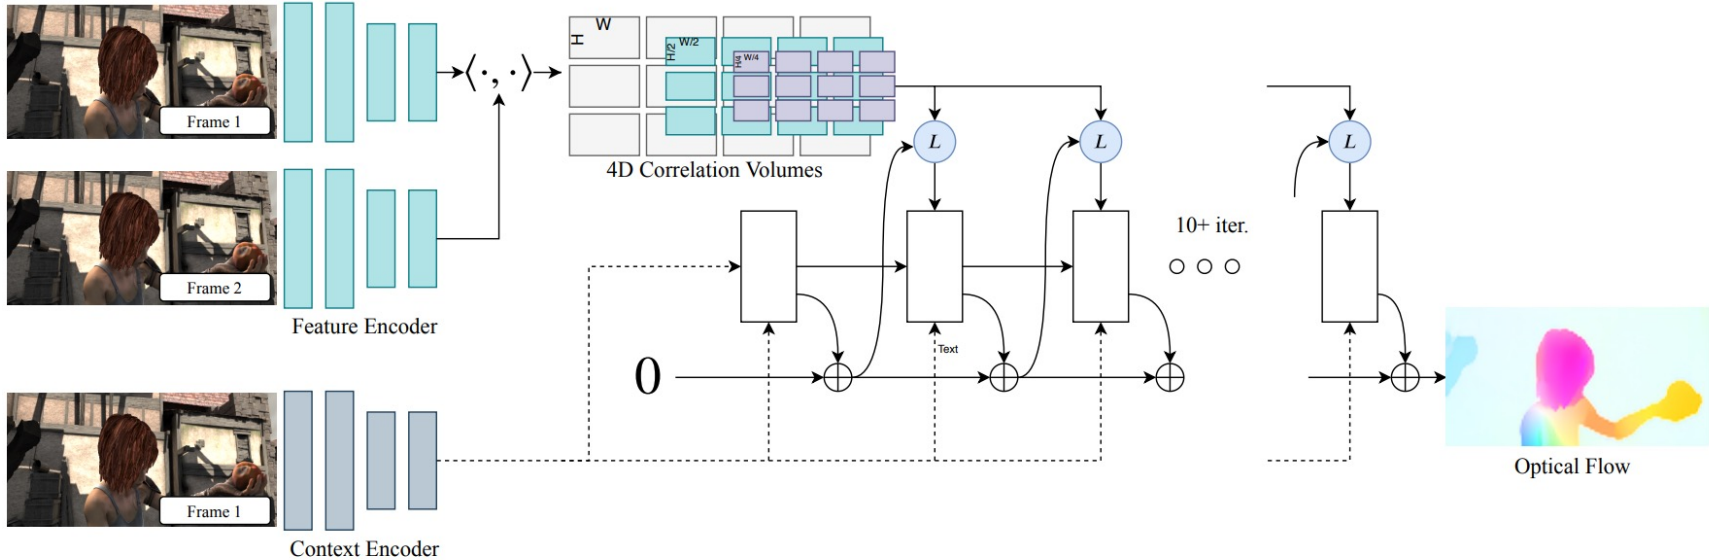 Frame 1
Frame 2
Feature Encoder
Frame 1
Context Encoder
⟨·, ·⟩
H
W
H/2
W/2
H/4
W/4
4D Correlation Volumes
L
L
L
10+ iter.
Text
0
Optical Flow